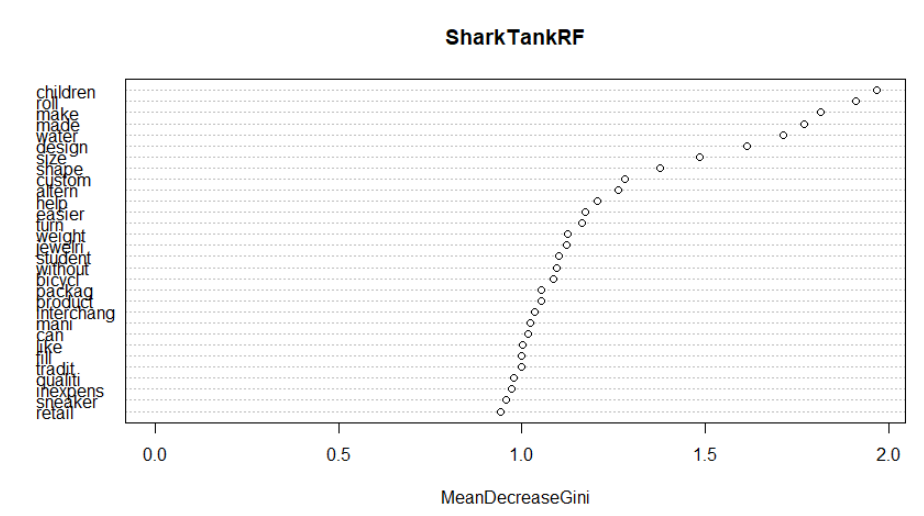 SharkTankRF
children
roll
make
made
water
design
size
shape
custom
altern
help
easier
turn
weight
jewelri
student
without
bicycl
packag
product
interchang
mani
can
like
fill
tradit
qualiti
inexpens
sneaker
retail
0.0 0.5 1.0 1.5 2.0
MeanDecreaseGini